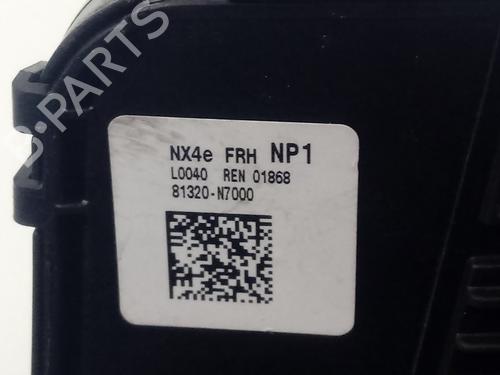 B-PARTS
NX4e FRH NP1
L0040 REN 01868
81320-N7000